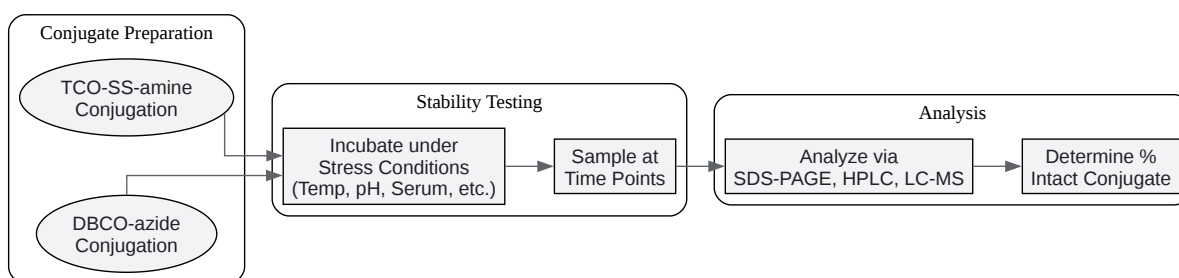 Conjugate Preparation
TCO-SS-amine
Conjugation
DBCO-azide
Conjugation
Stability Testing
Incubate under
Stress Conditions
(Temp, pH, Serum, etc.)
Sample at
Time Points
Analysis
Analyze via
SDS-PAGE, HPLC, LC-MS
Determine %
Intact Conjugate